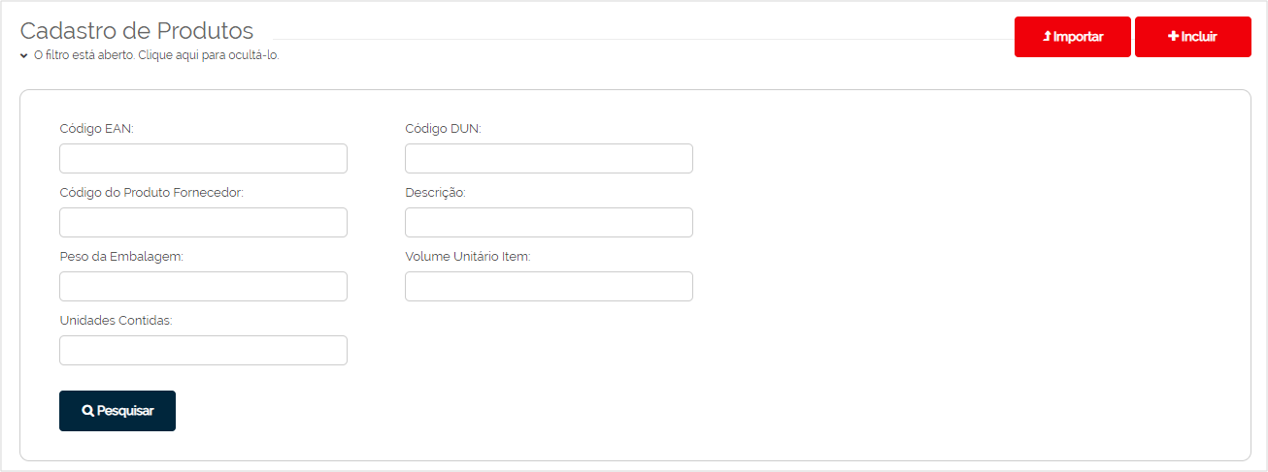 Cadastro de Produtos
O filtro está aberto. Clique aqui para ocultá-lo.
Importar
Incluir
Código EAN:
Código DUN:
Código do Produto Fornecedor:
Descrição:
Peso da Embalagem:
Volume Unitário Item:
Unidades Contidas:
Pesquisar